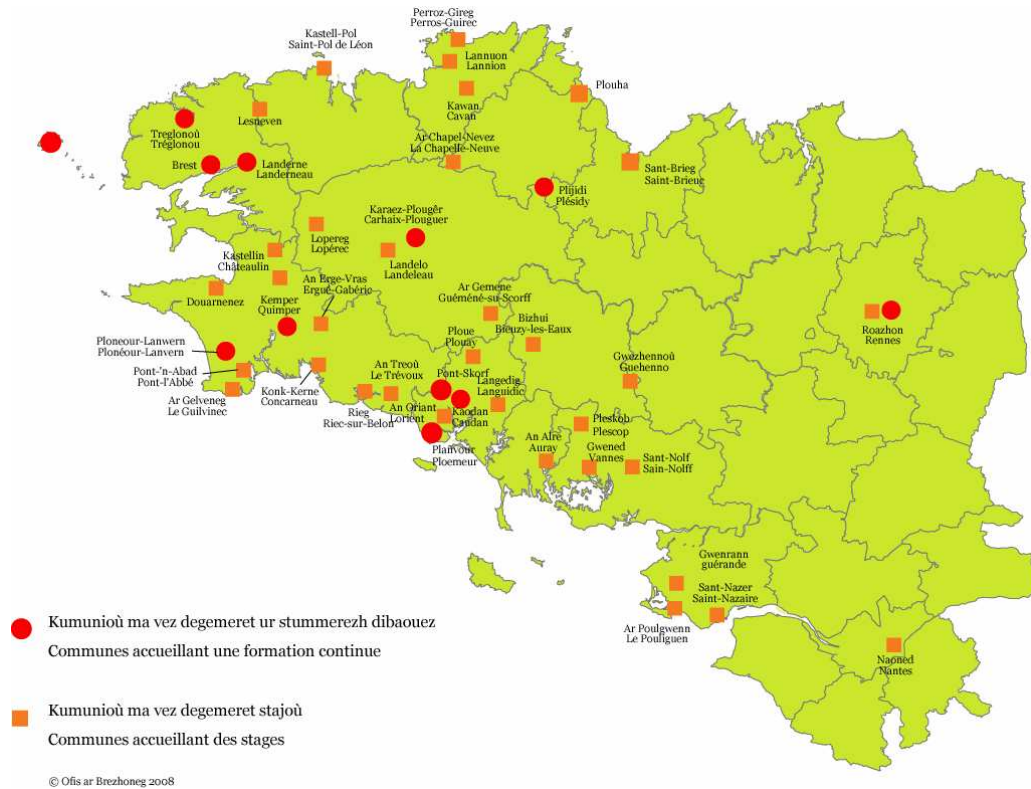 Perroz-Gireg
Perros-Guirec
Kastell-Pol
Saint-Pol de Léon
Lannuon
Lannion
Plouha
Kawan
Cavan
Lesneven
Treglonoù
Tréglonou
Ar Chapel-Nevez
La Chapelle-Neuve
Brest
Landerne
Landerneau
Sant-Brieg
Saint-Brieuc
Plijidi
Plésidy
Karaez-Plougêr
Carhaix-Plouguer
Lopereg
Lopérec
Kastellin
Châteaulin
Landelo
Landeleau
An Erge-Vras
Ergué-Gabéric
Douarnenez
Ar Gemene
Guéméné-su-Scorff
Kemper
Quimper
Bizhui
Bieuzy-les-Eaux
Roazhon
Rennes
Ploneour-Lanwern
Plonéour-Lanvern
Ploue
Plouay
Gwezhennoù
Guehenno
Pont-'n-Abad
Pont-l'Abbé
An Treoù
Le Trévoux
Pont-Skorf
Langedig
Languidic
Ar Gelveneg
Le Guilvinec
Konk-Kerne
Concarneau
Rieg
Riec-sur-Belon
An Oriant
Lorient
Kaodan
Caudan
Pleskob
Plescop
Planvour
Ploemeur
An Alre
Auray
Gwened
Vannes
Sant-Nolf
Sain-Nolff
Gwenrann
guérande
Sant-Nazer
Saint-Nazaire
Ar Poulgwenn
Le Pouliguen
Naoned
Nantes
Kumunioù ma vez degemeret ur stummerezh dibaouez
Communes accueillant une formation continue
Kumunioù ma vez degemeret stajoù
Communes accueillant des stages
© Ofis ar Brezhoneg 2008